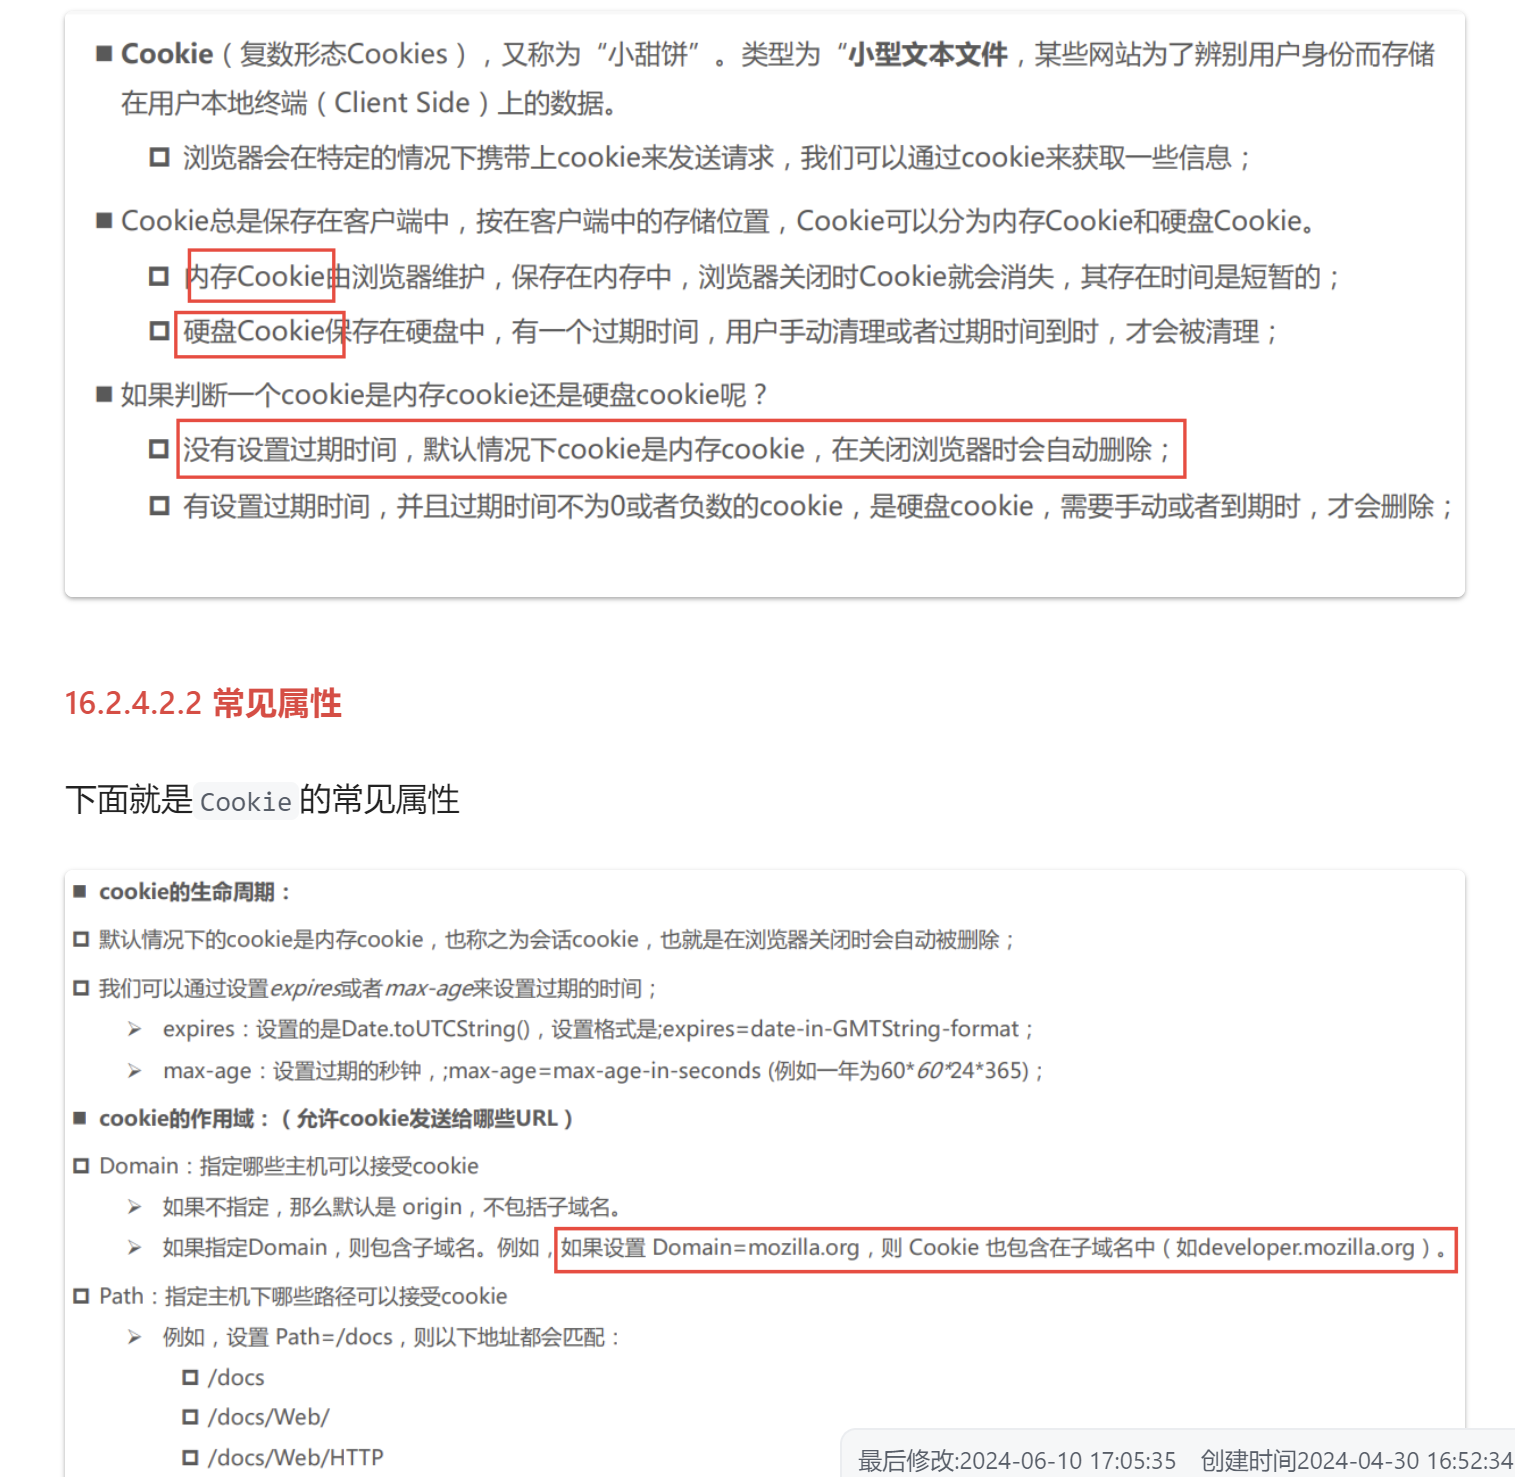 ■ Cookie（复数形态Cookies），又称为“小甜饼”。类型为“小型文本文件，某些网站为了辨别用户身份而存储
在用户本地终端（Client Side）上的数据。
浏览器会在特定的情况下携带上cookie来发送请求，我们可以通过cookie来获取一些信息；
■ Cookie总是保存在客户端中，按在客户端中的存储位置，Cookie可以分为内存Cookie和硬盘Cookie。
内存Cookie由浏览器维护，保存在内存中，浏览器关闭时Cookie就会消失，其存在时间是短暂的；
硬盘Cookie保存在硬盘中，有一个过期时间，用户手动清理或者过期时间到时，才会被清理；
■ 如果判断一个cookie是内存cookie还是硬盘cookie呢？
没有设置过期时间，默认情况下cookie是内存cookie，在关闭浏览器时会自动删除；
有设置过期时间，并且过期时间不为0或者负数的cookie，是硬盘cookie，需要手动或者到期时，才会删除；
16.2.4.2.2 常见属性
下面就是Cookie的常见属性
■ cookie的生命周期：
默认情况下的cookie是内存cookie，也称之为会话cookie，也就是在浏览器关闭时会自动被删除；
我们可以通过设置expires或者max-age来设置过期的时间；
➢ expires：设置的是Date.toUTCString()，设置格式是;expires=date-in-GMTString-format；
➢ max-age：设置过期的秒钟，;max-age=max-age-in-seconds (例如一年为60*60*24*365)；
■ cookie的作用域：（允许cookie发送给哪些URL）
Domain：指定哪些主机可以接受cookie
➢ 如果不指定，那么默认是 origin，不包括子域名。
➢ 如果指定Domain，则包含子域名。例如，如果设置 Domain=mozilla.org，则 Cookie 也包含在子域名中（如developer.mozilla.org）。
Path：指定主机下哪些路径可以接受cookie
➢ 例如，设置 Path=/docs，则以下地址都会匹配：
/docs
/docs/Web/
/docs/Web/HTTP
最后修改:2024-06-10 17:05:35 创建时间2024-04-30 16:52:34